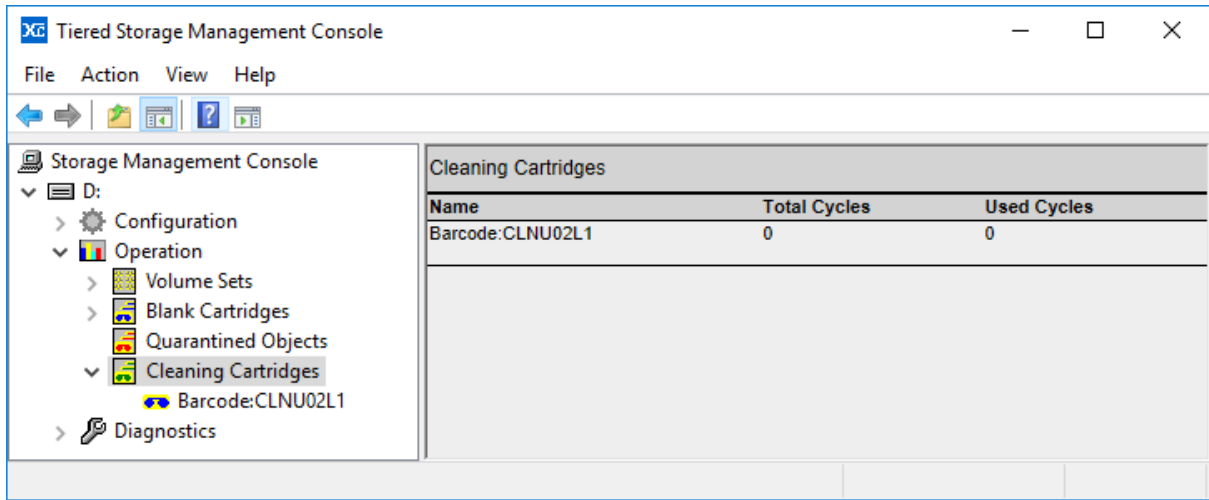 XC Tiered Storage Management Console
File Action View Help
Storage Management Console
D:
Configuration
Operation
Volume Sets
Blank Cartridges
Quarantined Objects
Cleaning Cartridges
Barcode:CLNU02L1
Diagnostics
Cleaning Cartridges
Name Total Cycles Used Cycles
Barcode:CLNU02L1 0 0